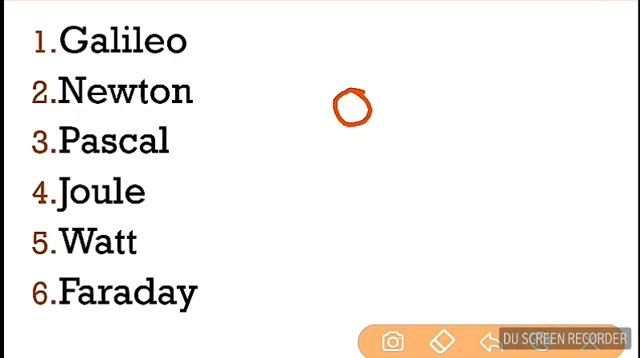 1.Galileo
2.Newton
3.Pascal
4.Joule
5.Watt
6.Faraday
DU SCREEN RECORDER